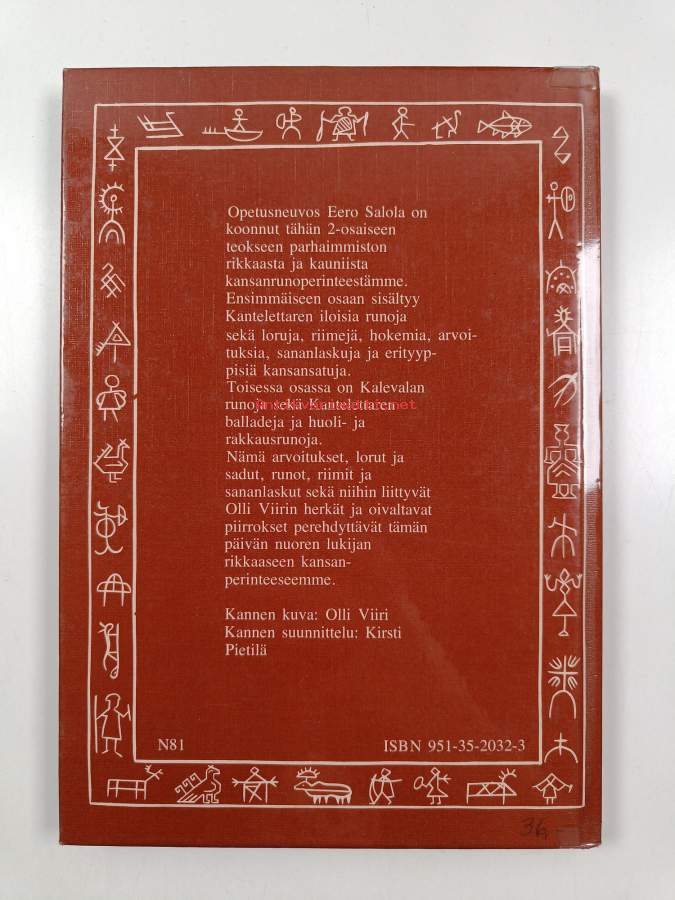 Opetusneuvos Eero Salola on
koonnut tähän 2-osaiseen
teokseen parhaimmiston
rikkaasta ja kauniista
kansanrunoperinteestämme.
Ensimmäiseen osaan sisältyy
Kantelettaren iloisia runoja
sekä loruja, riimejä, hokemia, arvoi-
tuksia, sananlaskuja ja erityyp-
pisiä kansansatuja.
Toisessa osassa on Kalevalan
runoja sekä Kantelettaren
balladeja ja huoli- ja
rakkausrunoja.
Nämä arvoitukset, lorut ja
sadut, runot, riimit ja
sananlaskut sekä niihin liittyvät
Olli Viirin herkät ja oivaltavat
piirrokset perehdyttävät tämän
päivän nuoren lukijan
rikkaaseen kansan-
perinteeseemme.
Kannen kuva: Olli Viiri
Kannen suunnittelu: Kirsti
Pietilä
N81 ISBN 951-35-2032-3